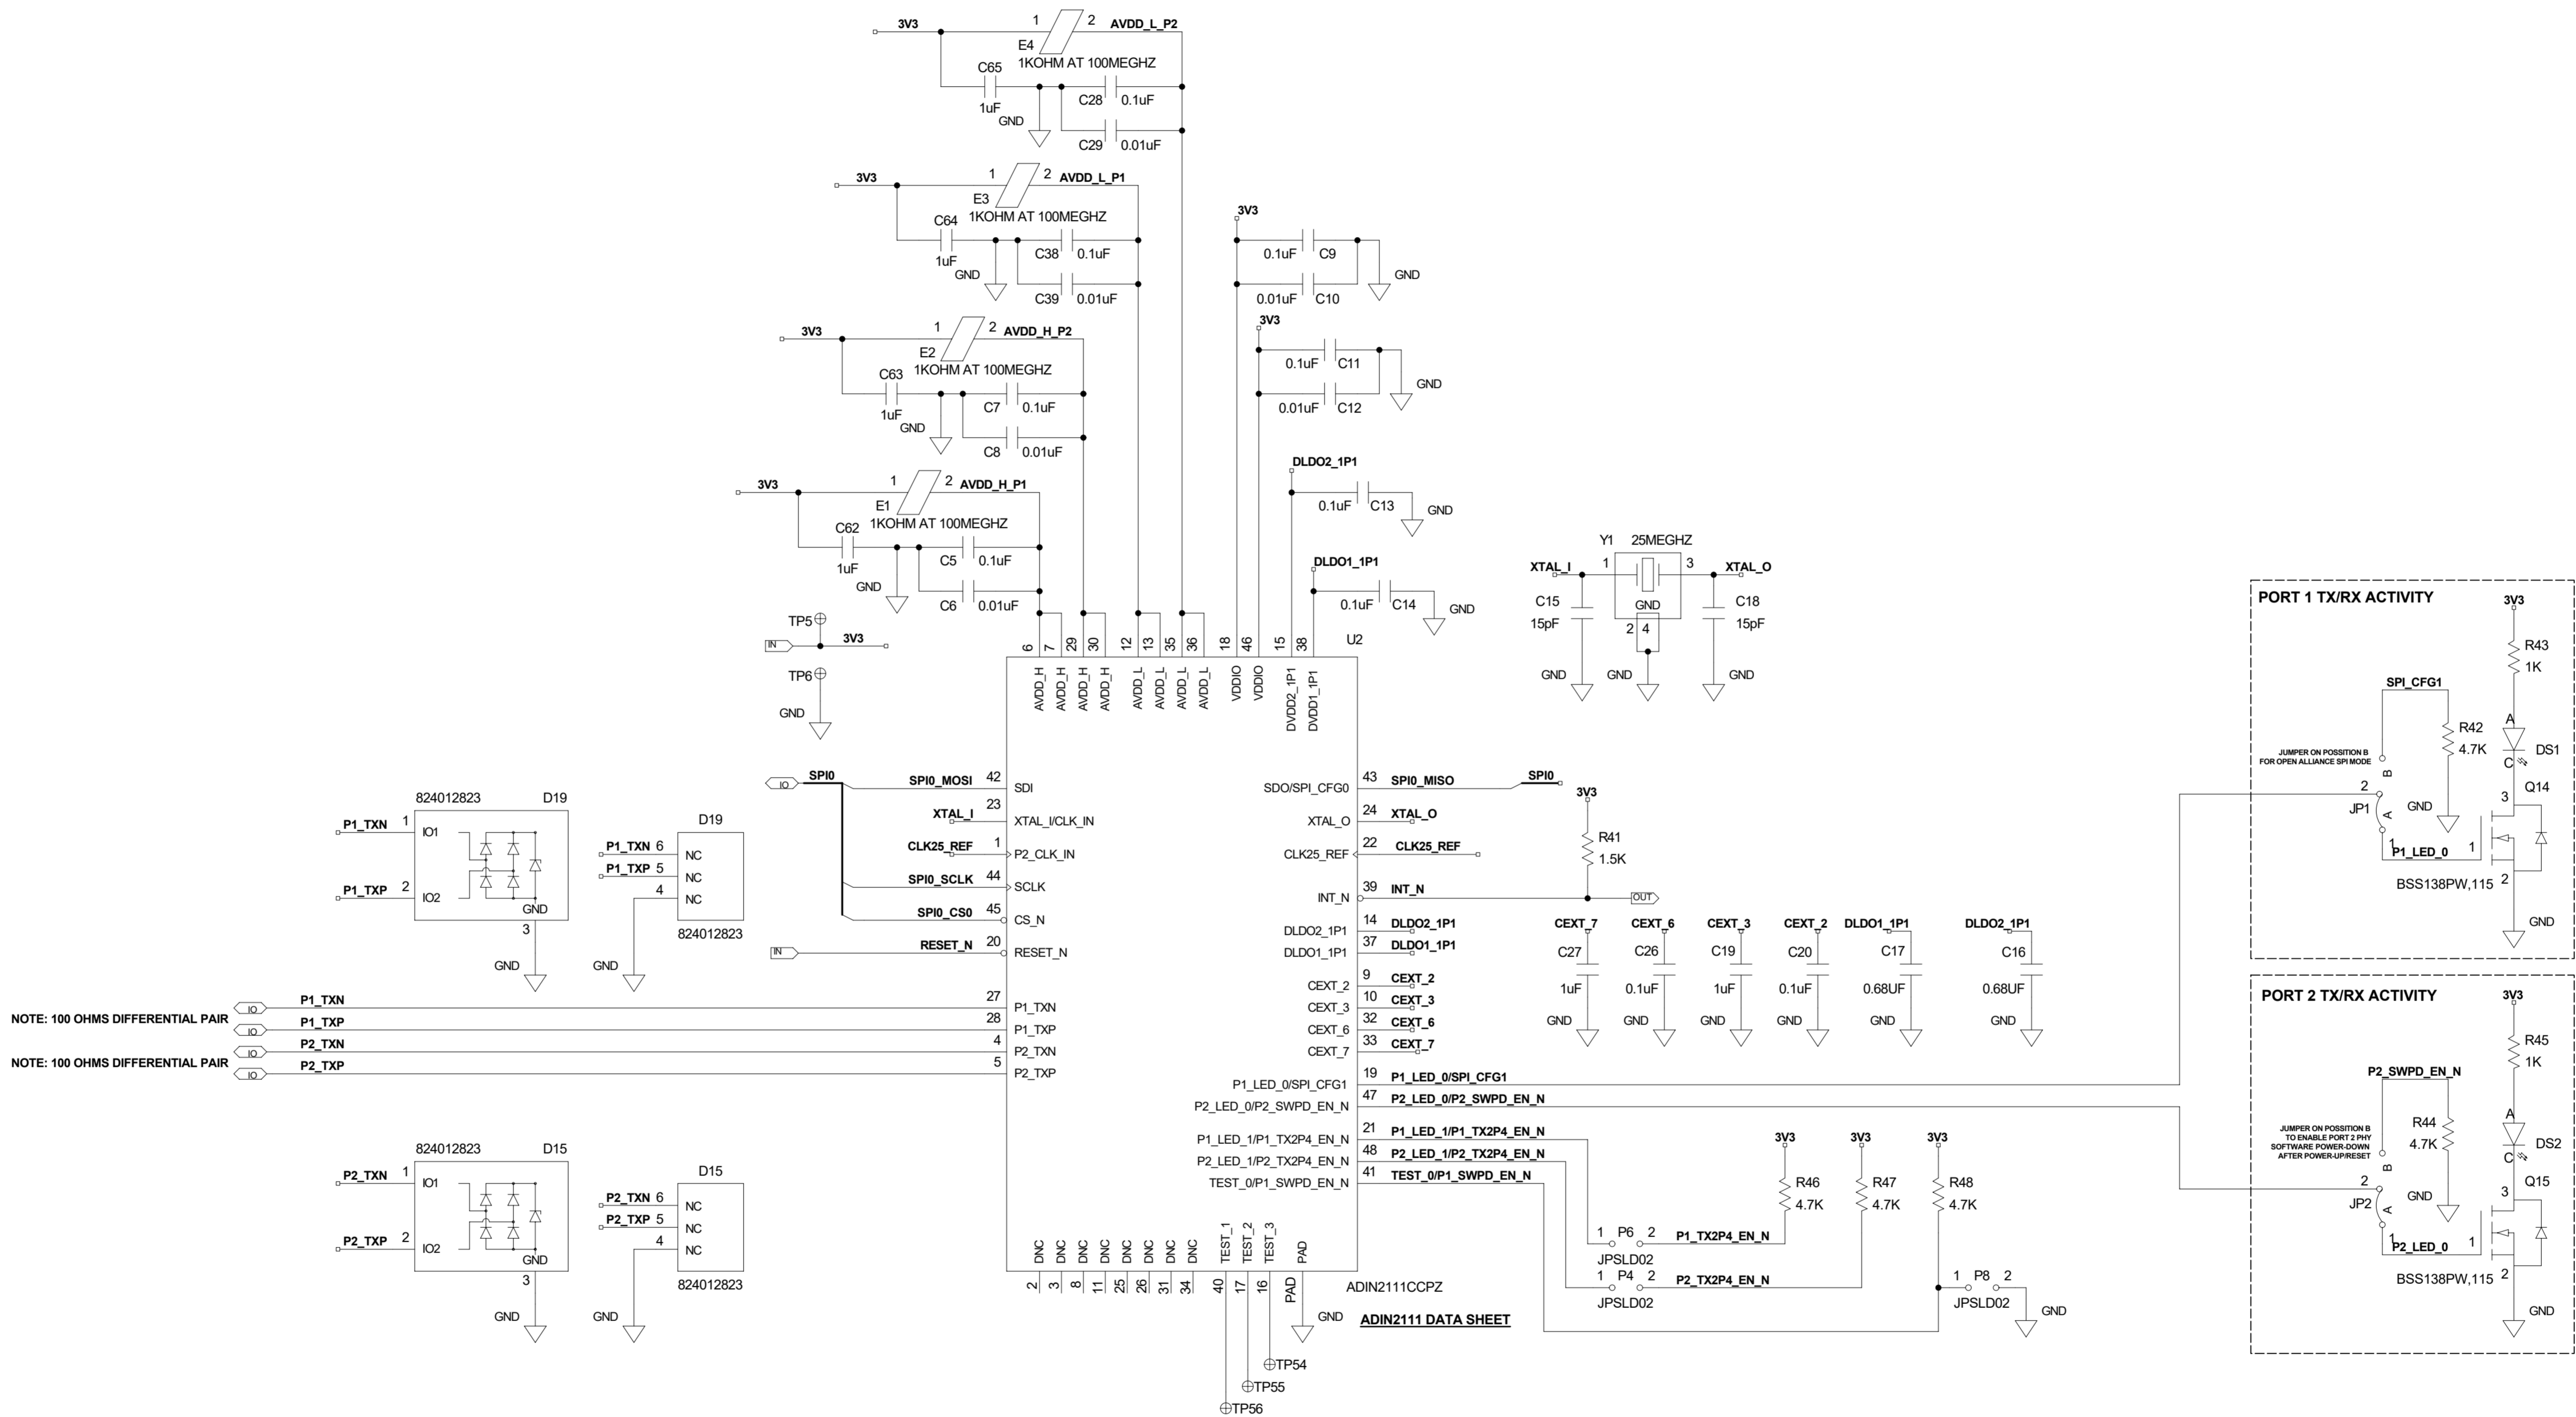 3V3 1 2 AVDD_L_P2
E4
1KOHM AT 100MEGHZ
C65
1uF
GND
C28 0.1uF
C29 0.01uF
3V3 1 2 AVDD_L_P1
E3
1KOHM AT 100MEGHZ
C64
1uF
GND
C38 0.1uF
C39 0.01uF
3V3 1 2 AVDD_H_P2
E2
1KOHM AT 100MEGHZ
C63
1uF
GND
C7 0.1uF
C8 0.01uF
3V3 1 2 AVDD_H_P1
E1
1KOHM AT 100MEGHZ
C62
1uF
GND
C5 0.1uF
C6 0.01uF
3V3
0.1uF C9
GND
0.01uF C10
3V3
0.1uF C11
GND
0.01uF C12
DLDO2_1P1
0.1uF C13
GND
DLDO1_1P1
0.1uF C14
GND
TP5
IN 3V3
TP6
GND
Y1 25MEGHZ
XTAL_I 1 3 XTAL_O
C15
15pF
GND
2 4
C18
15pF
GND
GND
GND
U2
6 7 29 30 12 13 35 36 18 46 15 38
AVDD_H AVDD_H AVDD_H AVDD_H AVDD_L AVDD_L AVDD_L AVDD_L VDDIO VDDIO DVDD2_1P1 DVDD1_1P1
IO SPI0
SPI0_MOSI 42 SDI
XTAL_I 23 XTAL_I/CLK_IN
CLK25_REF 1 P2_CLK_IN
SPI0_SCLK 44 SCLK
SPI0_CS0 45 CS_N
IN RESET_N 20 RESET_N
NOTE: 100 OHMS DIFFERENTIAL PAIR
IO P1_TXN 27 P1_TXN
IO P1_TXP 28 P1_TXP
NOTE: 100 OHMS DIFFERENTIAL PAIR
IO P2_TXN 4 P2_TXN
IO P2_TXP 5 P2_TXP
SDO/SPI_CFG0 43 SPI0_MISO SPI0
XTAL_O 24 XTAL_O
CLK25_REF 22 CLK25_REF
INT_N 39 INT_N OUT
3V3
R41
1.5K
DLDO2_1P1 14 DLDO2_1P1
DLDO1_1P1 37 DLDO1_1P1
CEXT_2 9 CEXT_2
CEXT_3 10 CEXT_3
CEXT_6 32 CEXT_6
CEXT_7 33 CEXT_7
P1_LED_0/SPI_CFG1 19 P1_LED_0/SPI_CFG1
P2_LED_0/P2_SWPD_EN_N 47 P2_LED_0/P2_SWPD_EN_N
P1_LED_1/P1_TX2P4_EN_N 21 P1_LED_1/P1_TX2P4_EN_N
P2_LED_1/P2_TX2P4_EN_N 48 P2_LED_1/P2_TX2P4_EN_N
TEST_0/P1_SWPD_EN_N 41 TEST_0/P1_SWPD_EN_N
DNC DNC DNC DNC DNC DNC DNC DNC TEST_1 TEST_2 TEST_3 PAD
2 3 8 11 25 26 31 34 40 17 16 PAD
ADIN2111CCPZ
GND
ADIN2111 DATA SHEET
TP54
TP55
TP56
824012823 D19
P1_TXN 1 IO1
P1_TXP 2 IO2
GND
3
GND
D19
P1_TXN 6 NC
P1_TXP 5 NC
4 NC
824012823
GND
824012823 D15
P2_TXN 1 IO1
P2_TXP 2 IO2
GND
3
GND
D15
P2_TXN 6 NC
P2_TXP 5 NC
4 NC
824012823
GND
CEXT_7 CEXT_6 CEXT_3 CEXT_2 DLDO1_1P1 DLDO2_1P1
C27 C26 C19 C20 C17 C16
1uF 0.1uF 1uF 0.1uF 0.68UF 0.68UF
GND GND GND GND GND GND
3V3 3V3 3V3
R46 R47 R48
4.7K 4.7K 4.7K
1 P6 2 P1_TX2P4_EN_N
JPSLD02
1 P4 2 P2_TX2P4_EN_N
JPSLD02
1 P8 2
JPSLD02
GND
PORT 1 TX/RX ACTIVITY
3V3
R43
1K
SPI_CFG1
R42
4.7K
A
DS1
C
JUMPER ON POSSITION B
FOR OPEN ALLIANCE SPI MODE
B
2
JP1
A
GND
1
P1_LED_0 1
3
Q14
BSS138PW,115 2
GND
PORT 2 TX/RX ACTIVITY
3V3
R45
1K
P2_SWPD_EN_N
R44
4.7K
A
DS2
C
JUMPER ON POSSITION B
TO ENABLE PORT 2 PHY
SOFTWARE POWER-DOWN
AFTER POWER-UP/RESET
B
2
JP2
A
GND
1
P2_LED_0 1
3
Q15
BSS138PW,115 2
GND